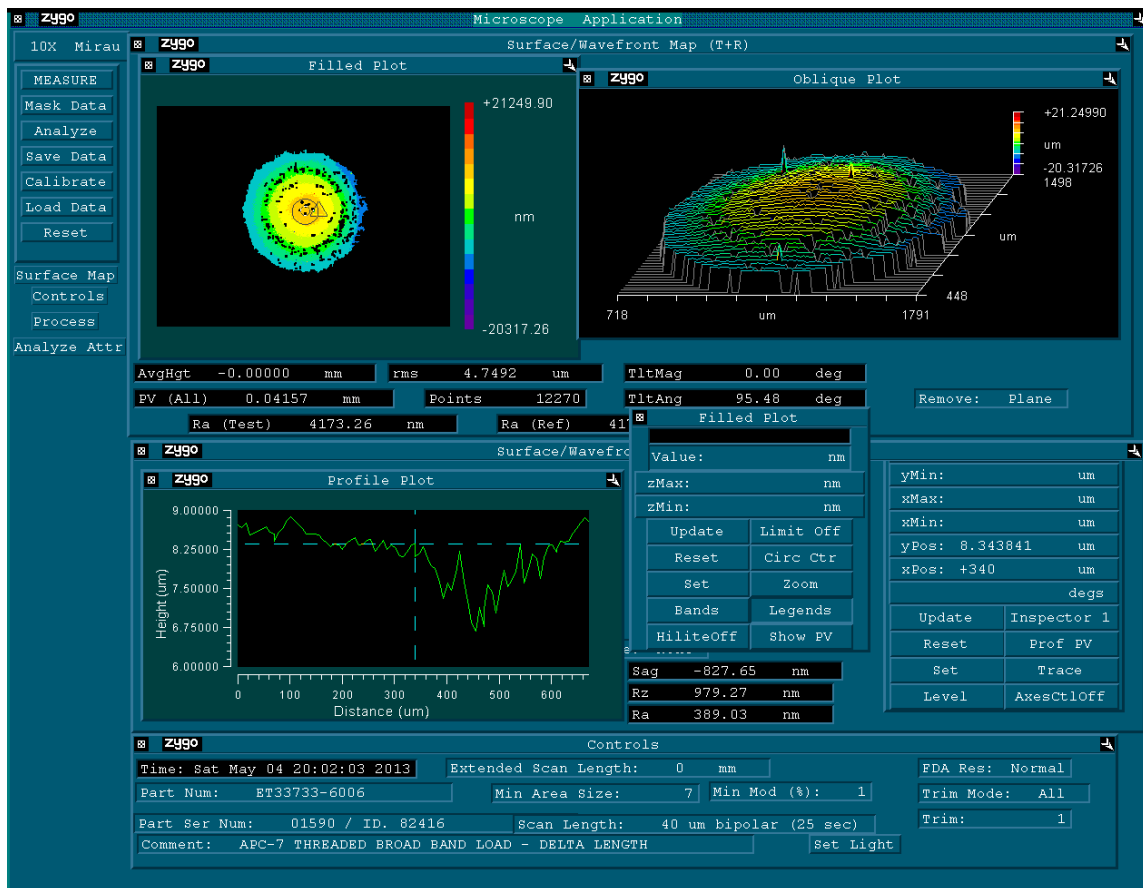 zygo Microscope Application
10X Mirau
MEASURE
Mask Data
Analyze
Save Data
Calibrate
Load Data
Reset
Surface Map
Controls
Process
Analyze Attr
zygo Surface/Wavefront Map (T+R)
zygo Filled Plot
+21249.90
nm
-20317.26
zygo Oblique Plot
+21.24990
um
-20.31726
1498
um
448
718 um 1791
AvgHgt -0.00000 mm rms 4.7492 um TltMag 0.00 deg
PV (All) 0.04157 mm Points 12270 TltAng 95.48 deg Remove: Plane
Ra (Test) 4173.26 nm Ra (Ref)
Filled Plot
Value: nm
zMax: nm
zMin: nm
Update Limit Off
Reset Circ Ctr
Set Zoom
Bands Legends
HiliteOff Show PV
zygo
zygo Profile Plot
9.00000
8.25000
7.50000
6.75000
6.00000
Height (um)
0 100 200 300 400 500 600
Distance (um)
Sag -827.65 nm
Rz 979.27 nm
Ra 389.03 nm
yMin: um
xMax: um
xMin: um
yPos: 8.343841 um
xPos: +340 um
degs
Update Inspector 1
Reset Prof PV
Set Trace
Level AxesCtlOff
zygo Controls
Time: Sat May 04 20:02:03 2013 Extended Scan Length: 0 mm FDA Res: Normal
Part Num: ET33733-6006 Min Area Size: 7 Min Mod (%): 1 Trim Mode: All
Part Ser Num: 01590 / ID. 82416 Scan Length: 40 um bipolar (25 sec) Trim: 1
Comment: APC-7 THREADED BROAD BAND LOAD - DELTA LENGTH Set Light